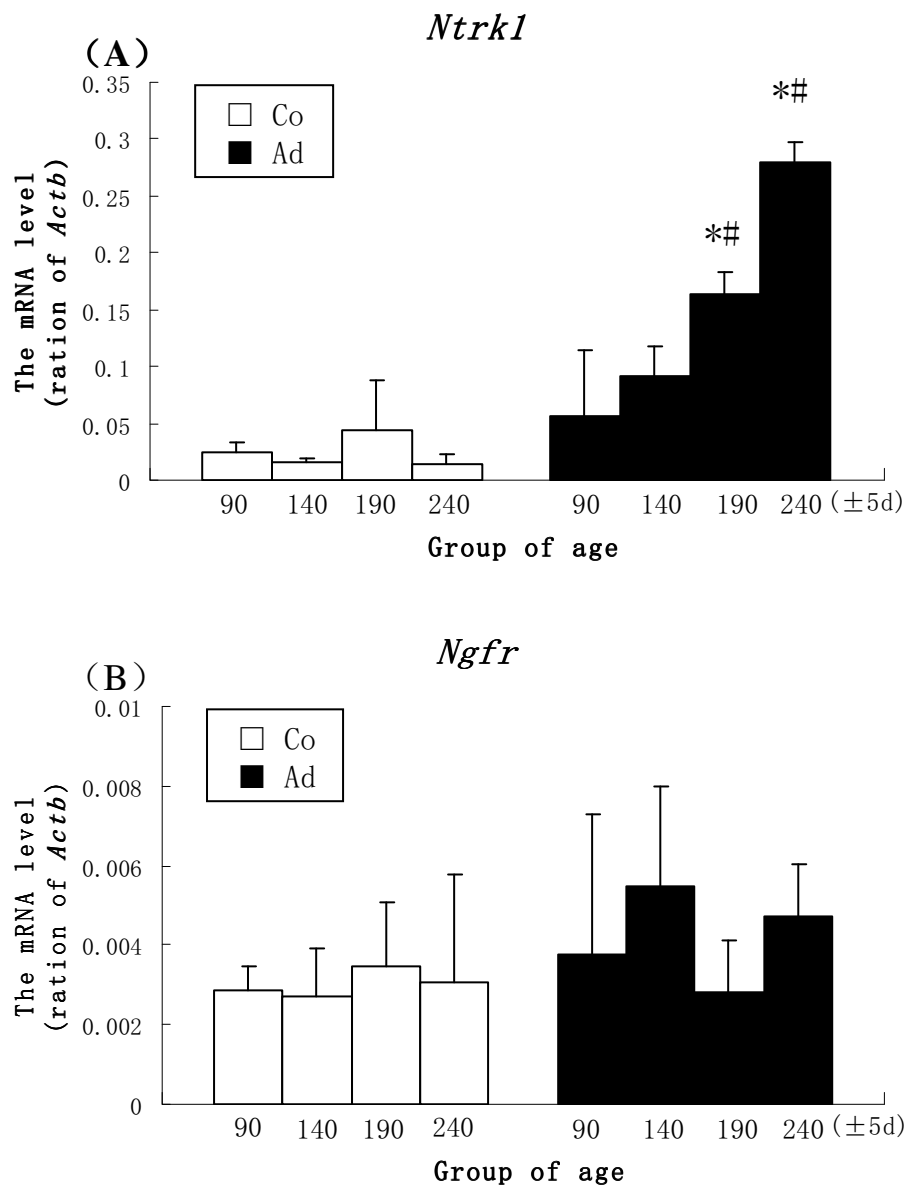 Ntrk1
(A)
0.35
0.3
0.25
0.2
0.15
0.1
0.05
0
The mRNA level
(ration of Actb)
Co
Ad
*#
*#
90 140 190 240 90 140 190 240 (±5d)
Group of age
Ngfr
(B)
0.01
0.008
0.006
0.004
0.002
0
The mRNA level
(ration of Actb)
Co
Ad
90 140 190 240 90 140 190 240 (±5d)
Group of age